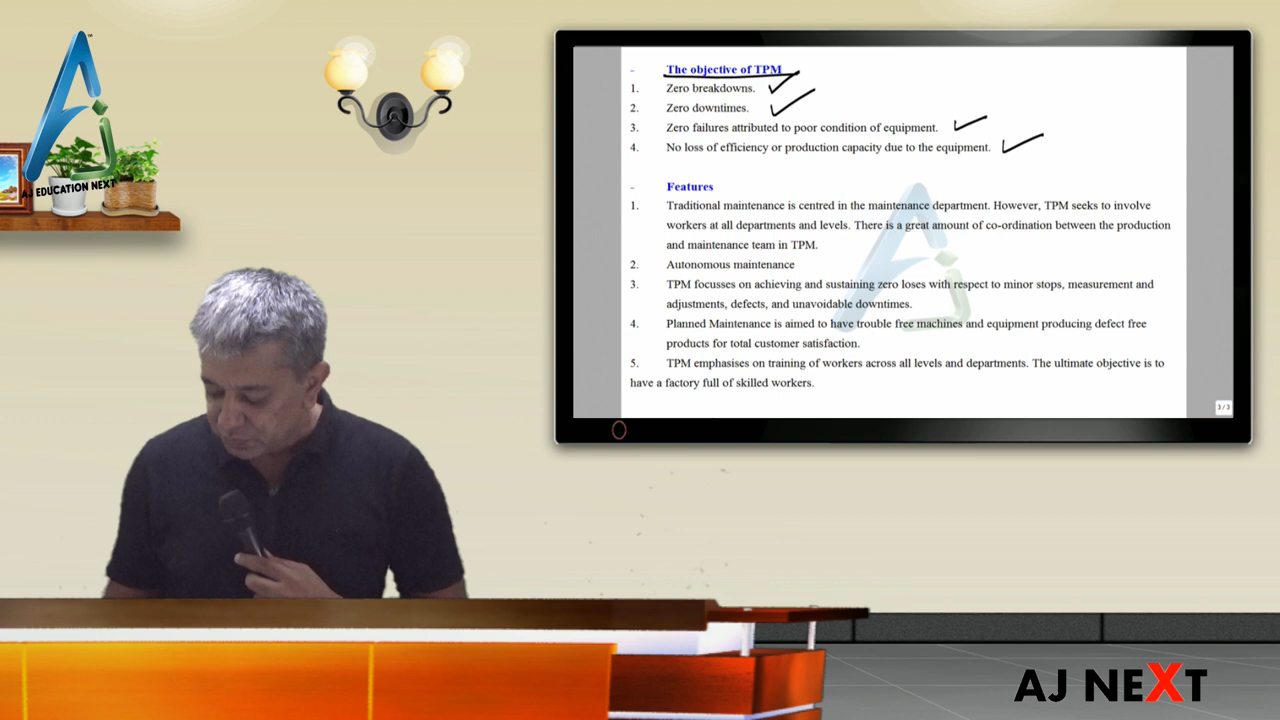 AJ EDUCATION NEXT
- The objective of TPM
1. Zero breakdowns.
2. Zero downtimes.
3. Zero failures attributed to poor condition of equipment.
4. No loss of efficiency or production capacity due to the equipment.
- Features
1. Traditional maintenance is centred in the maintenance department. However, TPM seeks to involve
workers at all departments and levels. There is a great amount of co-ordination between the production
and maintenance team in TPM.
2. Autonomous maintenance
3. TPM focusses on achieving and sustaining zero loses with respect to minor stops, measurement and
adjustments, defects, and unavoidable downtimes.
4. Planned Maintenance is aimed to have trouble free machines and equipment producing defect free
products for total customer satisfaction.
5. TPM emphasises on training of workers across all levels and departments. The ultimate objective is to
have a factory full of skilled workers.
3/3
AJ NEXT